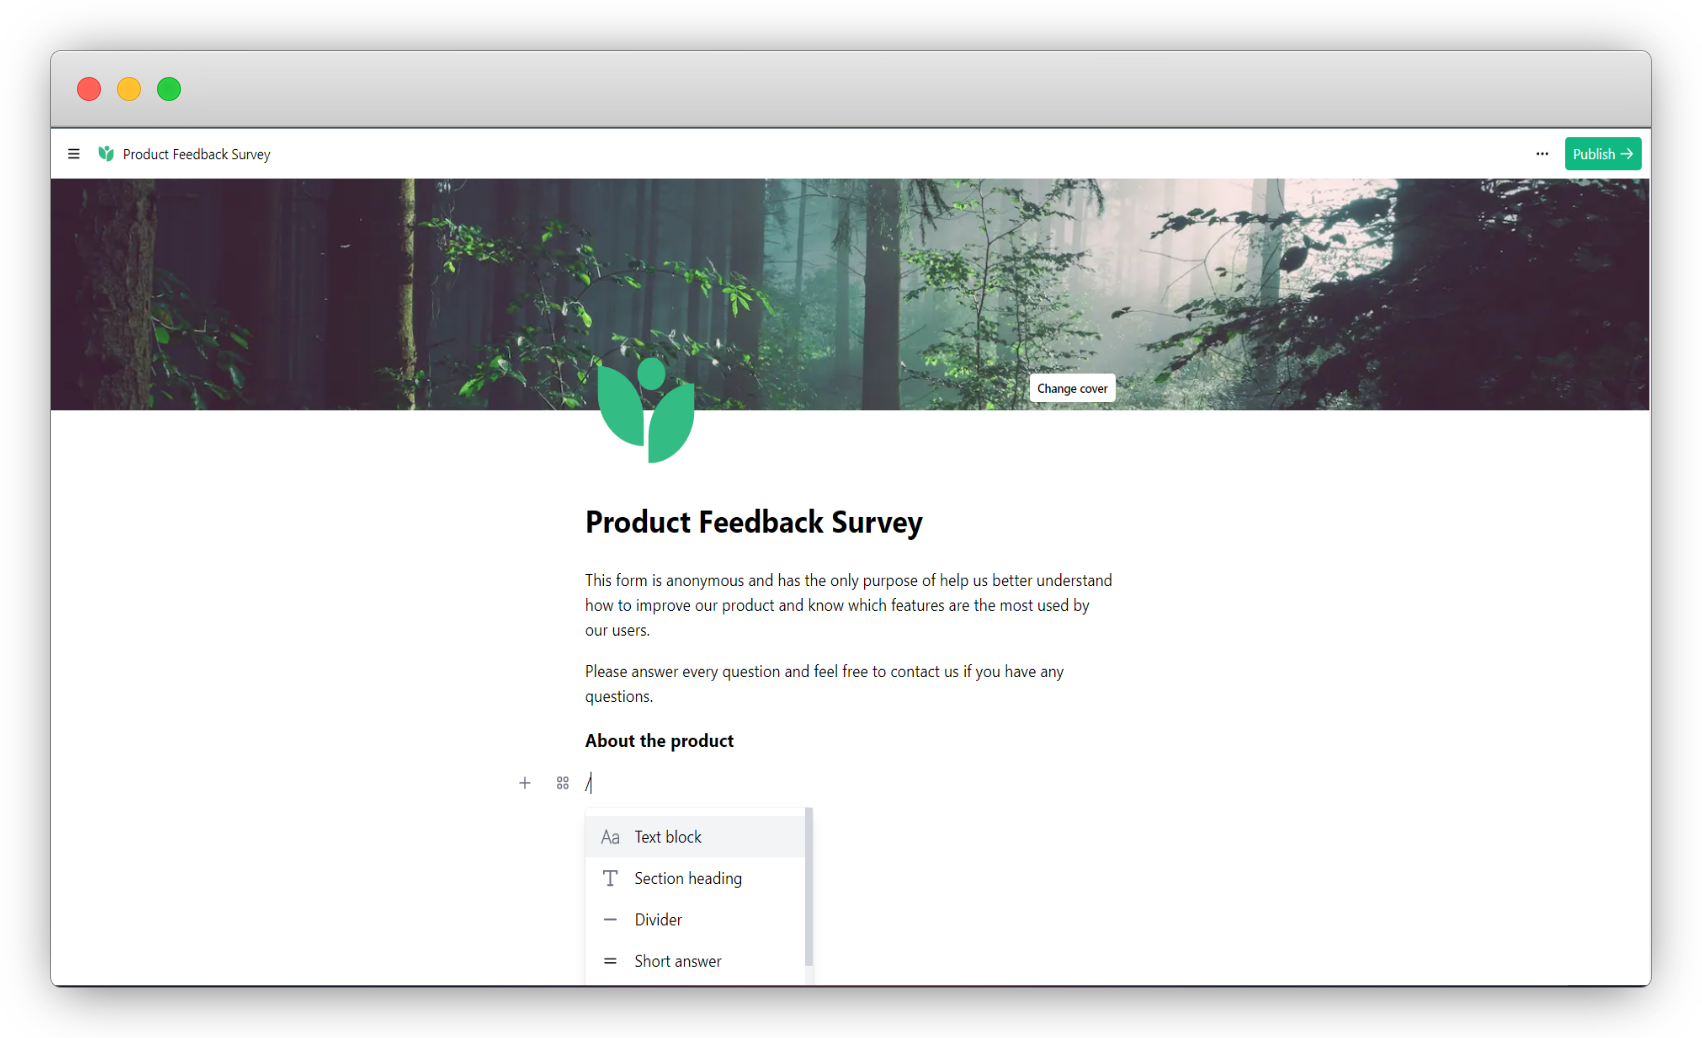 Product Feedback Survey
Publish →
Change cover
Product Feedback Survey
This form is anonymous and has the only purpose of help us better understand
how to improve our product and know which features are the most used by
our users.
Please answer every question and feel free to contact us if you have any
questions.
About the product
/
Aa Text block
Section heading
Divider
Short answer